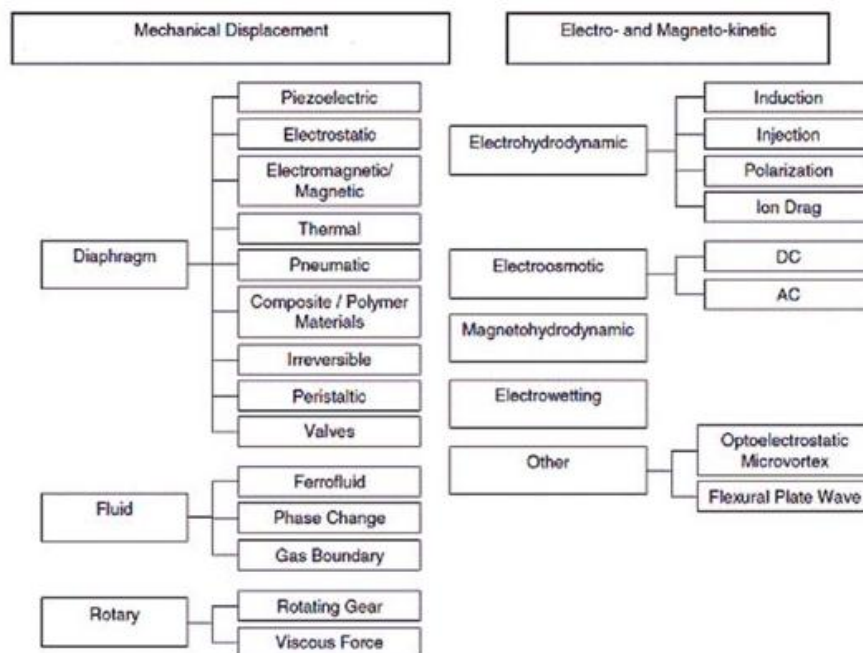 Mechanical Displacement
Electro- and Magneto-kinetic
Diaphragm
Piezoelectric
Electrostatic
Electromagnetic/
Magnetic
Thermal
Pneumatic
Composite / Polymer
Materials
Irreversible
Peristaltic
Valves
Fluid
Ferrofluid
Phase Change
Gas Boundary
Rotary
Rotating Gear
Viscous Force
Electrohydrodynamic
Induction
Injection
Polarization
Ion Drag
Electroosmotic
DC
AC
Magnetohydrodynamic
Electrowetting
Other
Optoelectrostatic
Microvortex
Flexural Plate Wave